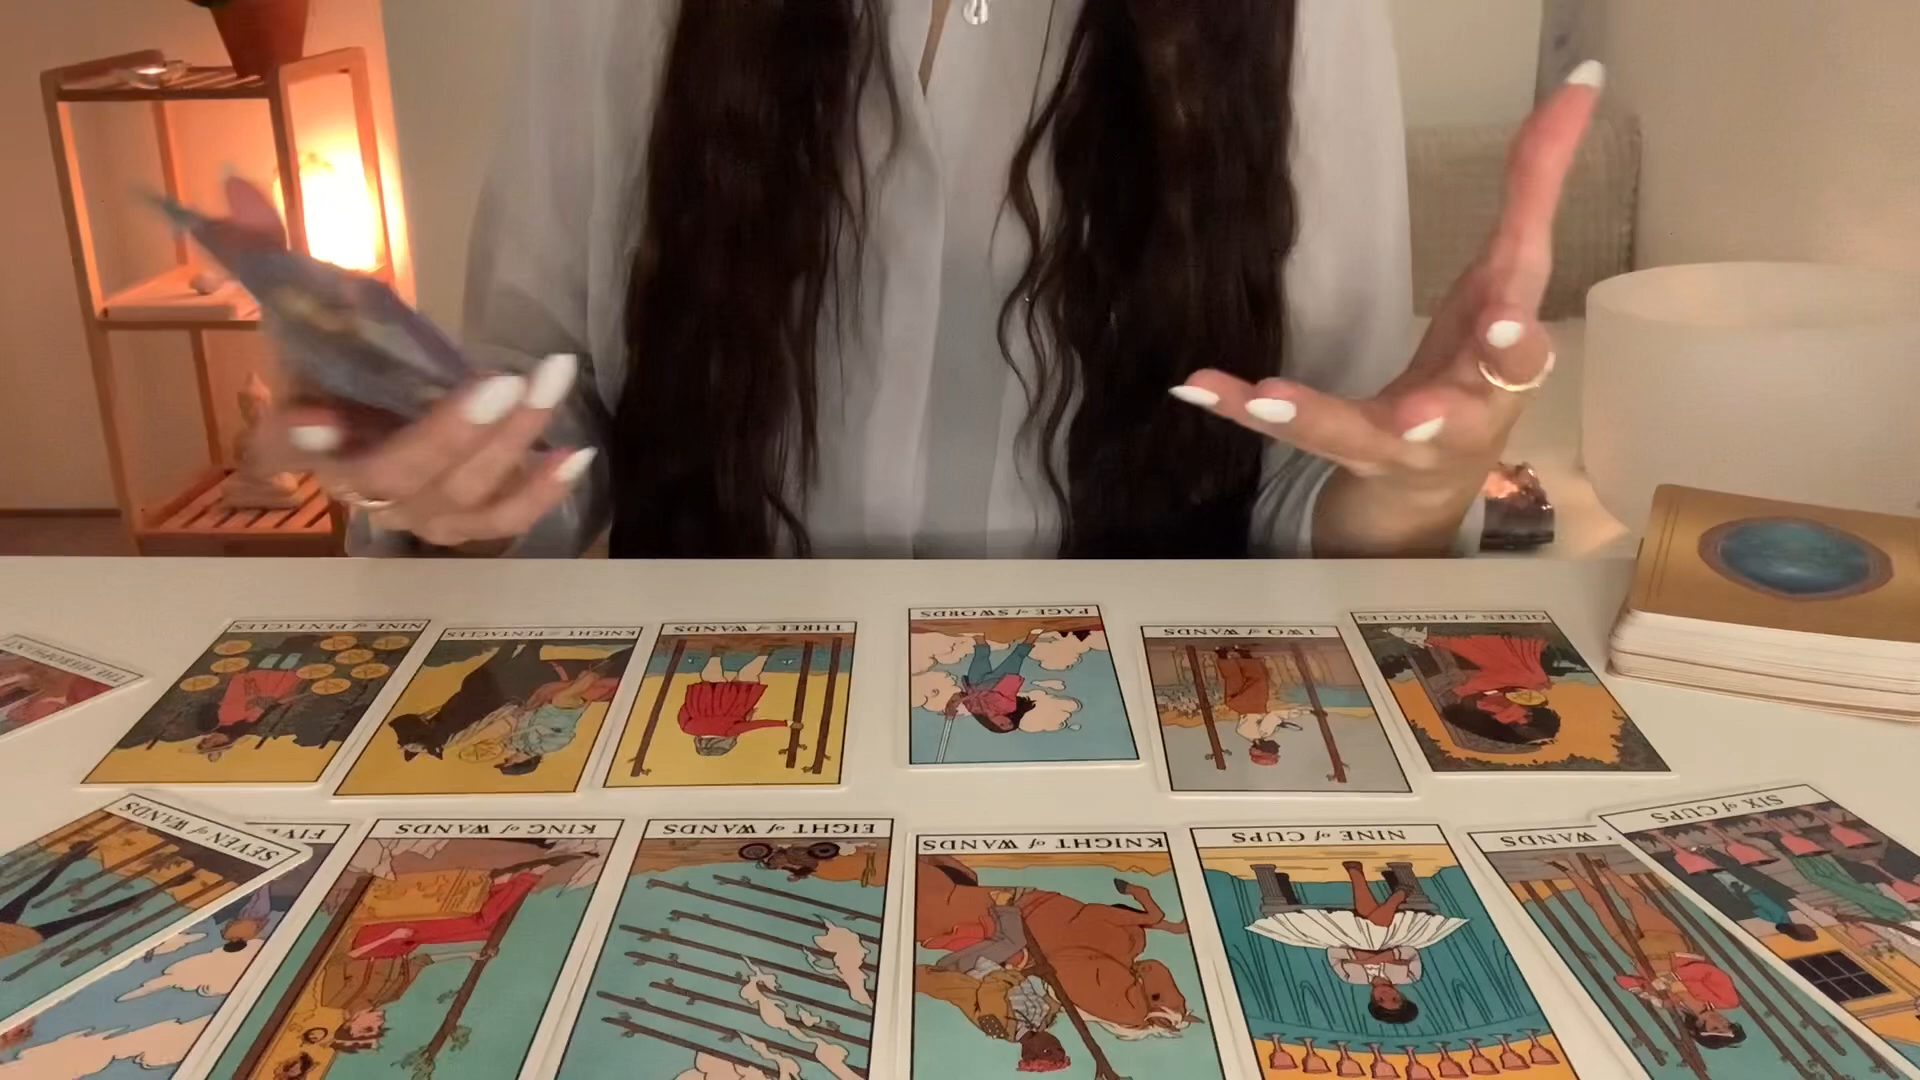 THE HIEROPHANT
NINE of PENTACLES
KNIGHT of PENTACLES
THREE of WANDS
PAGE of SWORDS
TWO of WANDS
QUEEN of PENTACLES
SEVEN of WANDS
FIVE
KING of WANDS
EIGHT of WANDS
KNIGHT of WANDS
NINE of CUPS
WANDS
SIX of CUPS